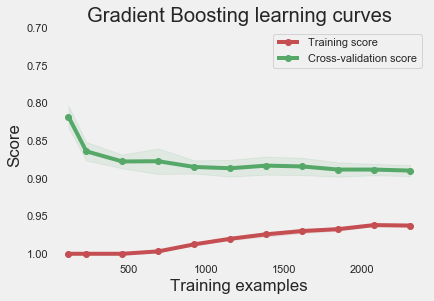 Gradient Boosting learning curves
0.70
0.75
0.80
0.85
0.90
0.95
1.00
Score
Training score
Cross-validation score
500 1000 1500 2000
Training examples